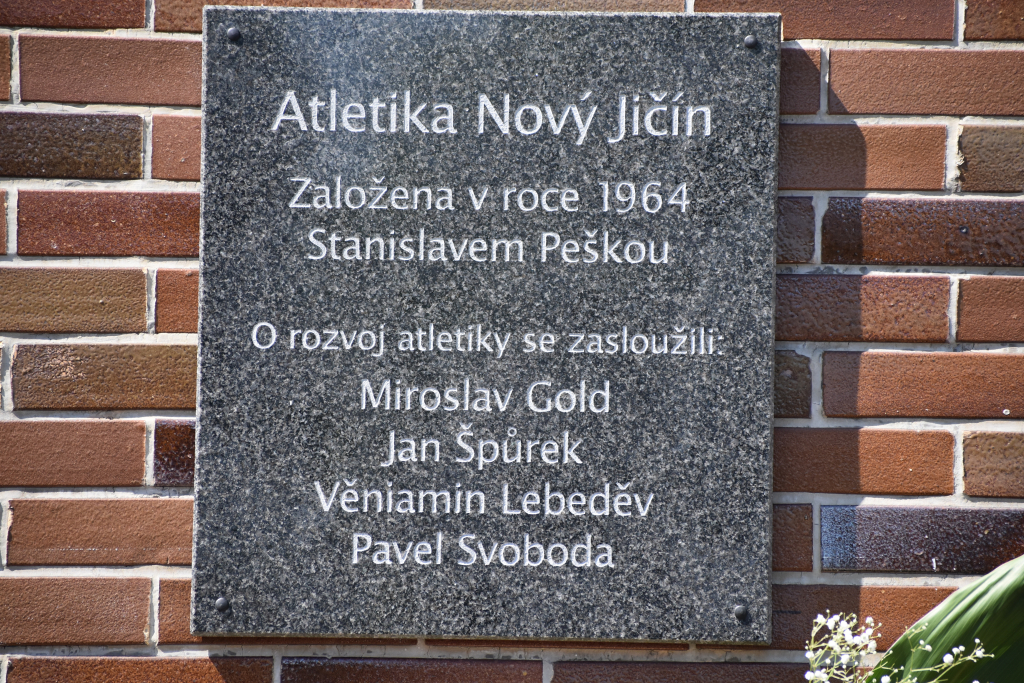 Atletika Nový Jičín
Založena v roce 1964
Stanislavem Peškou
O rozvoj atletiky se zasloužili:
Miroslav Gold
Jan Špůrek
Věniamin Lebeděv
Pavel Svoboda